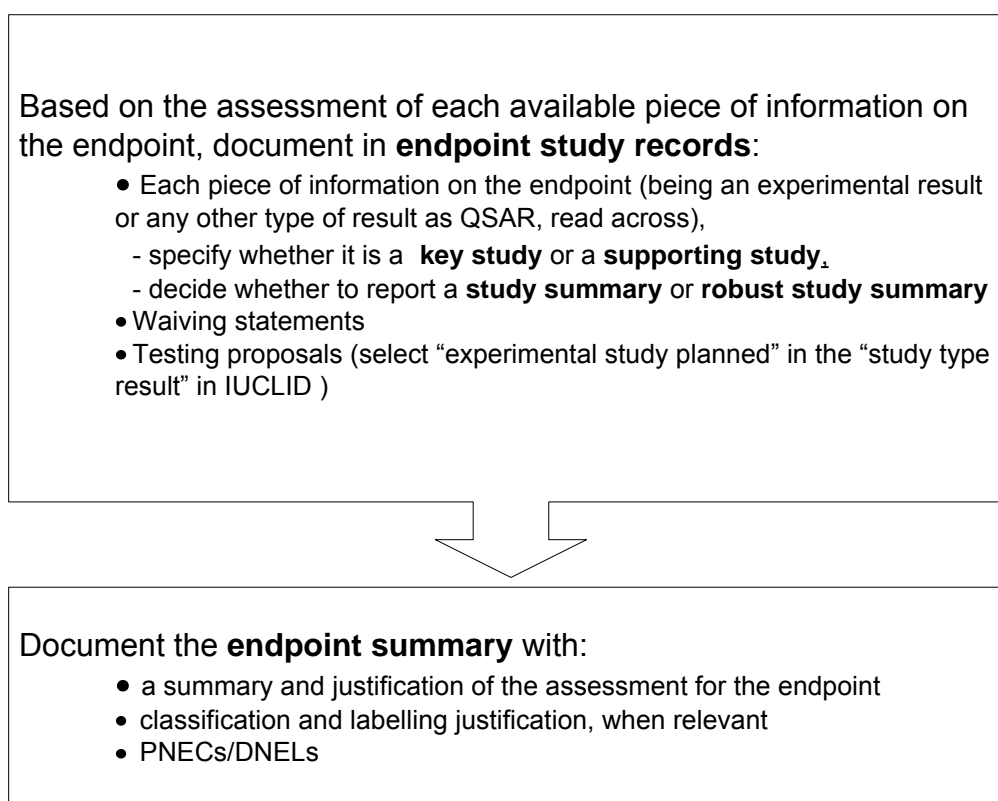 Based on the assessment of each available piece of information on
the endpoint, document in endpoint study records:
• Each piece of information on the endpoint (being an experimental result
or any other type of result as QSAR, read across),
- specify whether it is a key study or a supporting study,
- decide whether to report a study summary or robust study summary
• Waiving statements
• Testing proposals (select “experimental study planned” in the “study type
result” in IUCLID )
Document the endpoint summary with:
• a summary and justification of the assessment for the endpoint
• classification and labelling justification, when relevant
• PNECs/DNELs